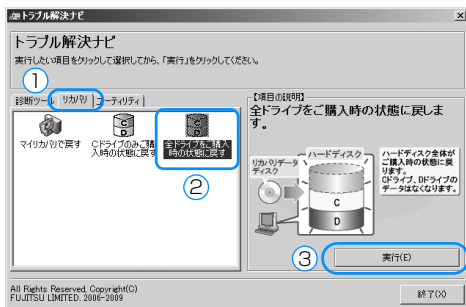 トラブル解決ナビ
トラブル解決ナビ
実行したい項目をクリックして選択してから、「実行」をクリックしてください。
①
診断ツール リカバリ ユーティリティ
マイリカバリで戻す
Cドライブのみご購入時の状態に戻す
全ドライブをご購入時の状態に戻す
②
【項目の説明】
全ドライブをご購入時の状態に戻しま
す。
リカバリデータ
ディスク
ハードディスク
C
D
ハードディスク全体が
ご購入時の状態に戻
ります。
Cドライブ、Dドライブの
データはなくなります。
③
実行(E)
All Rights Reserved, Copyright(C)
FUJITSU LIMITED. 2006-2009
終了(X)